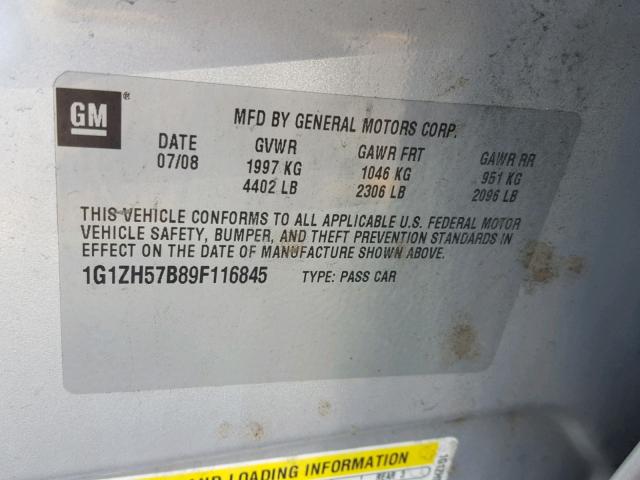 GM®
MFD BY GENERAL MOTORS CORP.
DATE GVWR GAWR FRT GAWR RR
07/08 1997 KG 1046 KG 951 KG
4402 LB 2306 LB 2096 LB
THIS VEHICLE CONFORMS TO ALL APPLICABLE U.S. FEDERAL MOTOR
VEHICLE SAFETY, BUMPER, AND THEFT PREVENTION STANDARDS IN
EFFECT ON THE DATE OF MANUFACTURE SHOWN ABOVE.
1G1ZH57B89F116845 TYPE: PASS CAR
AND LOADING INFORMATION
REAR